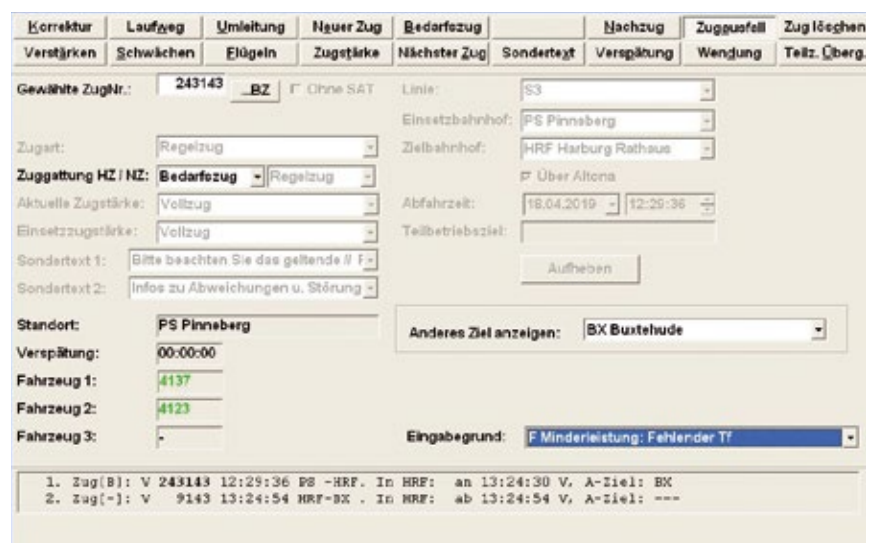 Korrektur Laufweg Umleitung Neuer Zug Bedarfszug Nachzug Zugausfall Zug löschen
Verstärken Schwächen Flügeln Zugstärke Nächster Zug Sondertext Verspätung Wendung Teilz. Überg.
Gewählte ZugNr.: 243143 ..BZ Ohne SAT Linie: S3
Einsetzbahnhof: PS Pinneberg
Zugart: Regelzug Zielbahnhof: HRF Harburg Rathaus
Zuggattung HZ / NZ: Bedarfszug Regelzug Über Altona
Aktuelle Zugstärke: Vollzug Abfahrzeit: 18.04.2019 12:29:36
Einsetzzugstärke: Vollzug Teilbetriebsziel:
Sondertext 1: Bitte beachten Sie das geltende // F
Aufheben
Sondertext 2: Infos zu Abweichungen u. Störung
Standort: PS Pinneberg Anderes Ziel anzeigen: BX Buxtehude
Verspätung: 00:00:00
Fahrzeug 1: 4137
Fahrzeug 2: 4123
Fahrzeug 3: - Eingabegrund: F Minderleistung: Fehlender Tf
1. Zug[B]: V 243143 12:29:36 PS -HRF. In HRF: an 13:24:30 V, A-Ziel: BX
2. Zug[-]: V 9143 13:24:54 HRF-BX . In HRF: ab 13:24:54 V, A-Ziel: ---